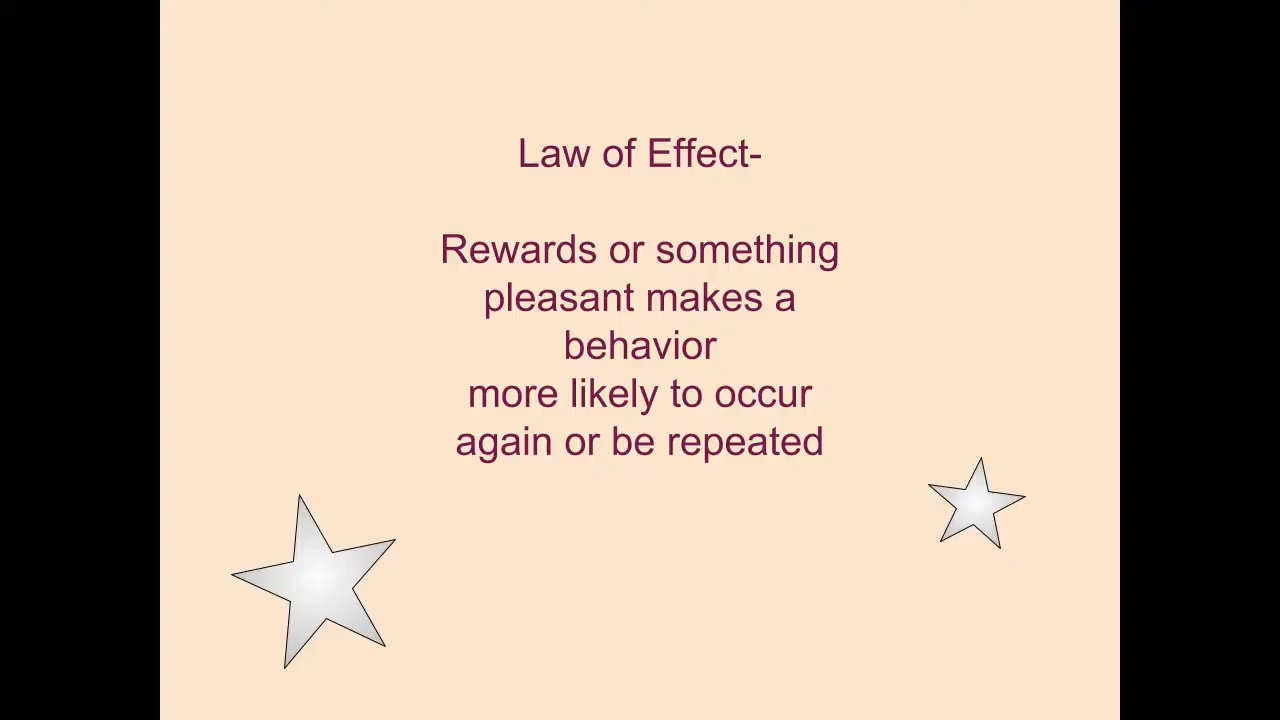 Law of Effect-
Rewards or something
pleasant makes a
behavior
more likely to occur
again or be repeated